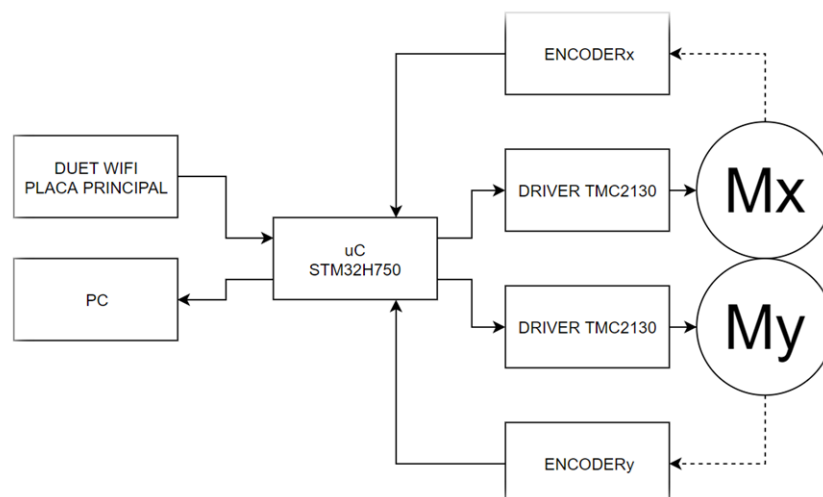 ENCODERx
DUET WIFI
PLACA PRINCIPAL
DRIVER TMC2130
Mx
uC
STM32H750
PC
DRIVER TMC2130
My
ENCODERy